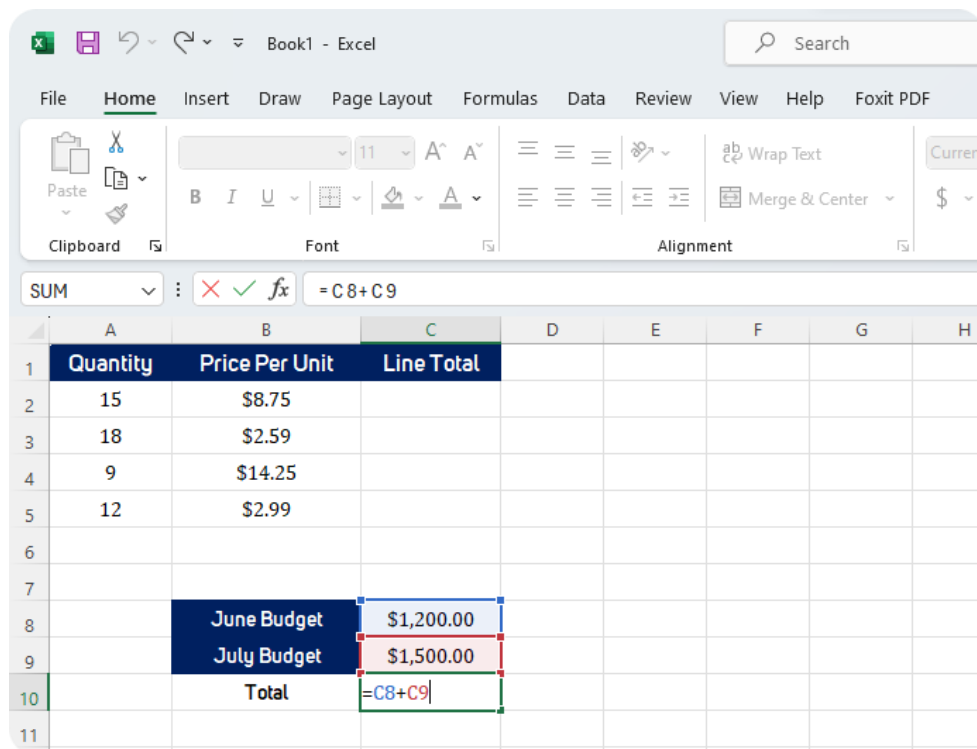 Book1 - Excel
Search
File Home Insert Draw Page Layout Formulas Data Review View Help Foxit PDF
11 A^ A˅ ab Wrap Text
Paste B I U A Merge & Center $
Clipboard Font Alignment
SUM fx =C8+C9
A B C D E F G H
1 Quantity Price Per Unit Line Total
2 15 $8.75
3 18 $2.59
4 9 $14.25
5 12 $2.99
6
7
8 June Budget $1,200.00
9 July Budget $1,500.00
10 Total =C8+C9
11